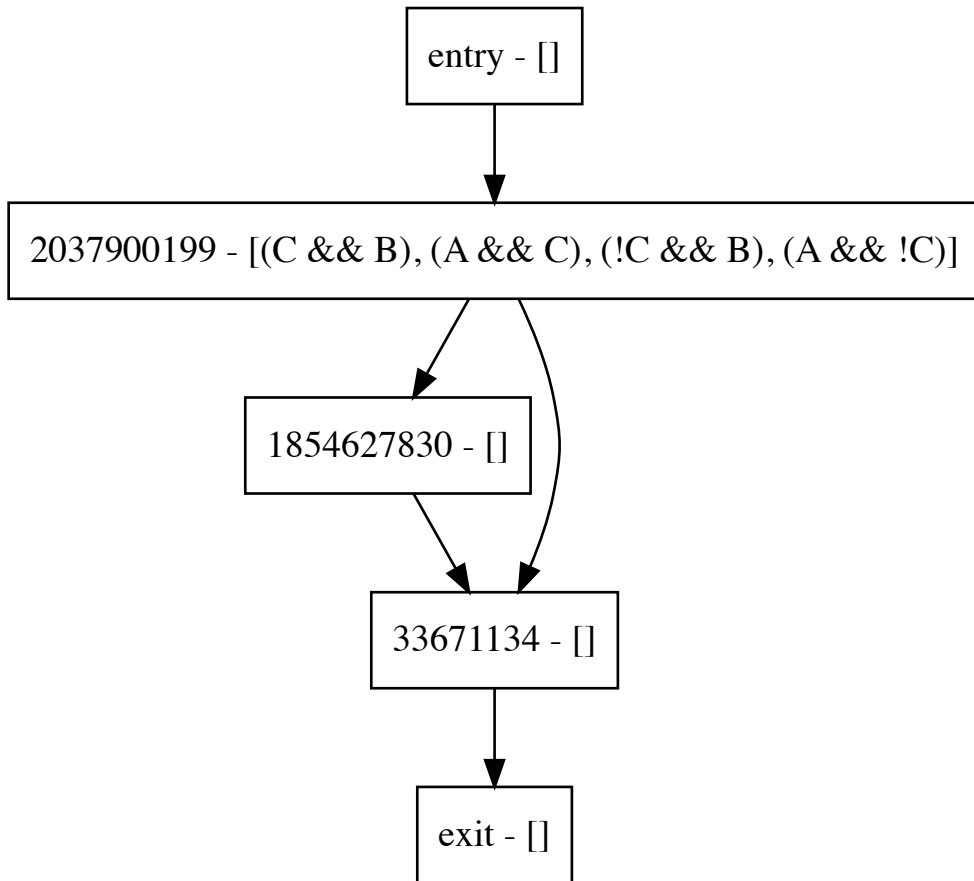 entry - []
2037900199 - [(C && B), (A && C), (!C && B), (A && !C)]
1854627830 - []
33671134 - []
exit - []